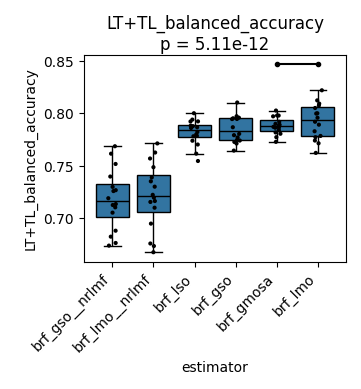 LT+TL_balanced_accuracy
p = 5.11e-12
LT+TL_balanced_accuracy
0.85
0.80
0.75
0.70
brf_gso__nrlmf
brf_lmo__nrlmf
brf_lso
brf_gso
brf_gmosa
brf_lmo
estimator